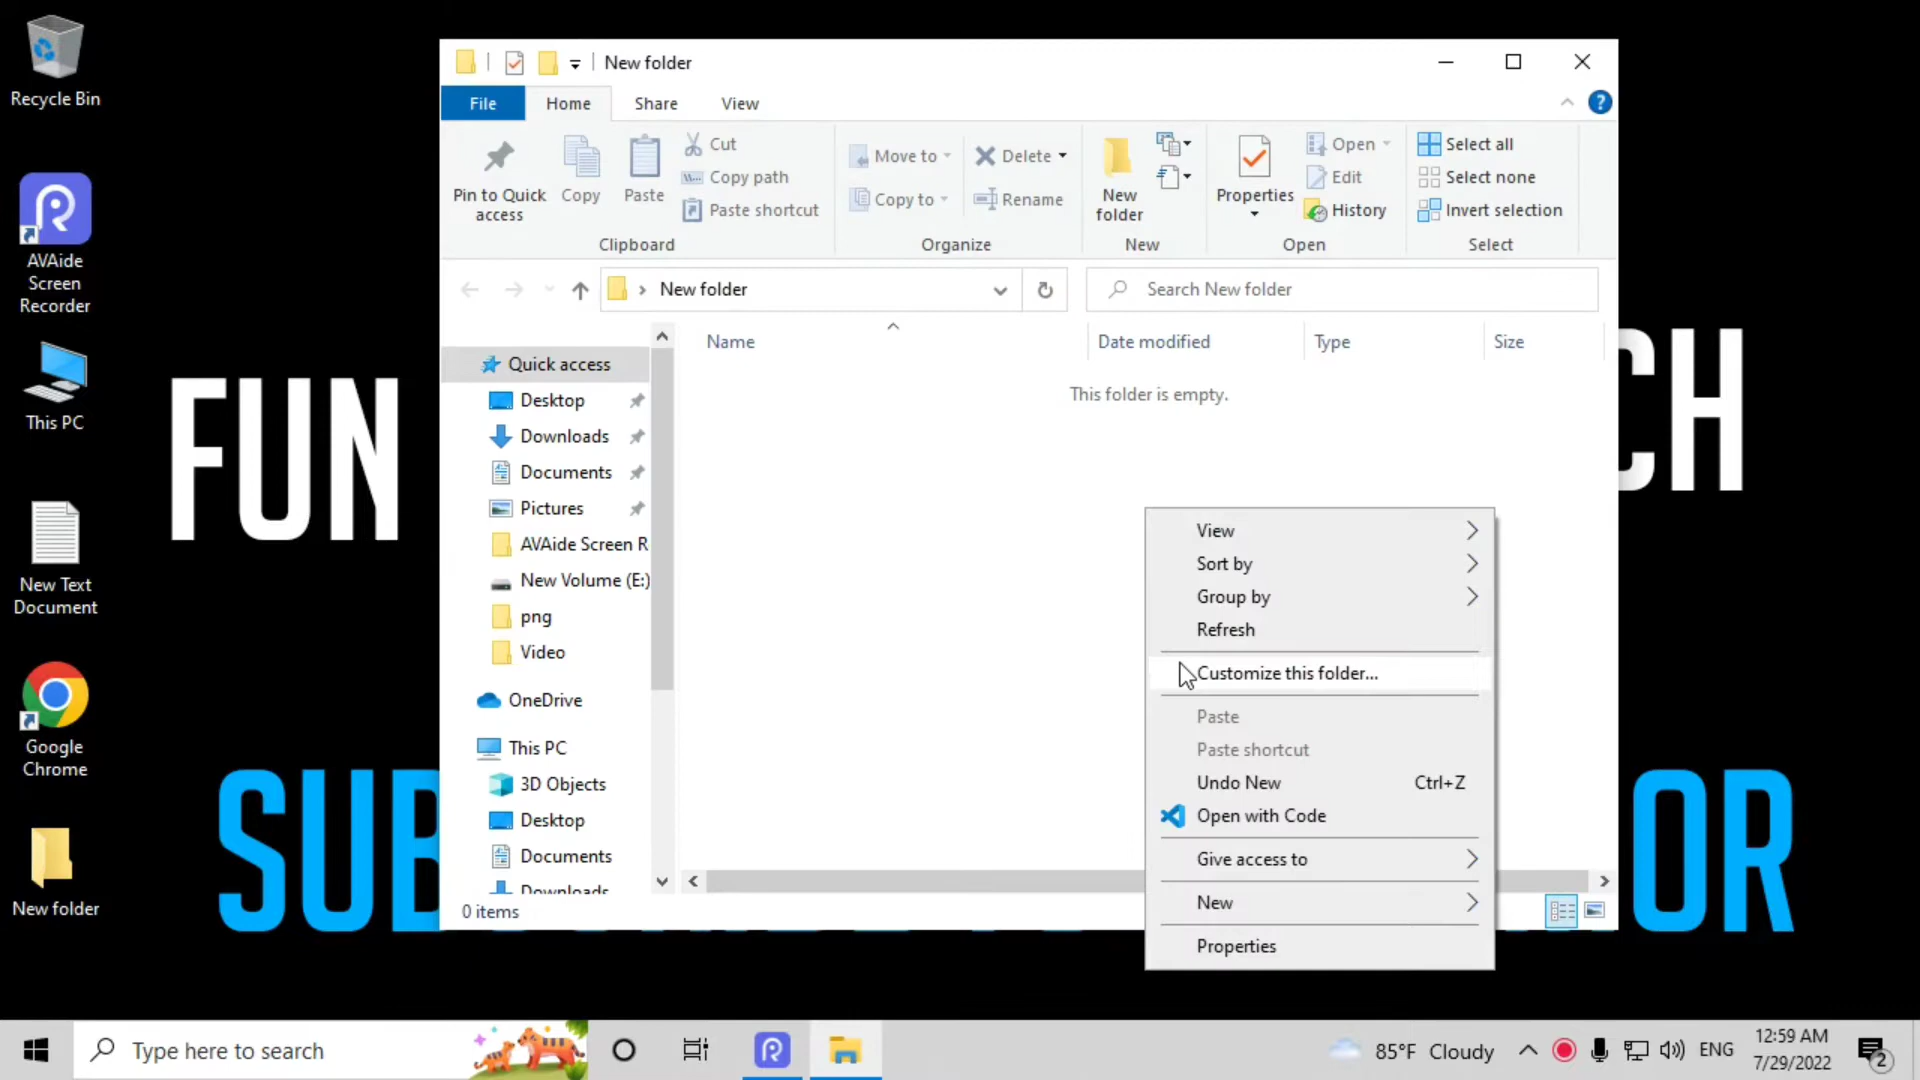 Recycle Bin
AVAide
Screen
Recorder
This PC
New Text
Document
Google
Chrome
New folder
FUN
CH
SUB
OR
New folder
File
Home
Share
View
?
Pin to Quick
access
Copy
Paste
Cut
Copy path
Paste shortcut
Clipboard
Move to
Copy to
Delete
Rename
Organize
New
folder
New
Properties
Open
Edit
History
Open
Select all
Select none
Invert selection
Select
New folder
Search New folder
Name
Date modified
Type
Size
This folder is empty.
Quick access
Desktop
Downloads
Documents
Pictures
AVAide Screen R
New Volume (E:)
png
Video
OneDrive
This PC
3D Objects
Desktop
Documents
Downloads
0 items
View
Sort by
Group by
Refresh
Customize this folder...
Paste
Paste shortcut
Undo New Ctrl+Z
Open with Code
Give access to
New
Properties
Type here to search
85°F Cloudy
ENG
12:59 AM
7/29/2022
2